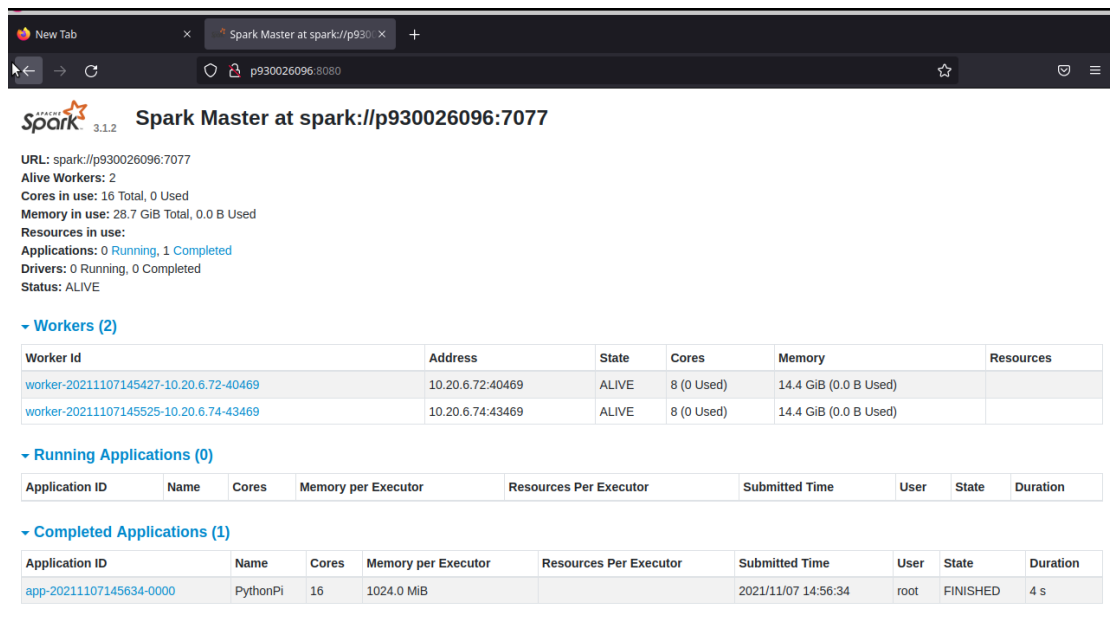 New Tab
Spark Master at spark://p930
p930026096:8080
APACHE
Spark 3.1.2 Spark Master at spark://p930026096:7077
URL: spark://p930026096:7077
Alive Workers: 2
Cores in use: 16 Total, 0 Used
Memory in use: 28.7 GiB Total, 0.0 B Used
Resources in use:
Applications: 0 Running, 1 Completed
Drivers: 0 Running, 0 Completed
Status: ALIVE
Workers (2)
Worker Id Address State Cores Memory Resources
worker-20211107145427-10.20.6.72-40469 10.20.6.72:40469 ALIVE 8 (0 Used) 14.4 GiB (0.0 B Used)
worker-20211107145525-10.20.6.74-43469 10.20.6.74:43469 ALIVE 8 (0 Used) 14.4 GiB (0.0 B Used)
Running Applications (0)
Application ID Name Cores Memory per Executor Resources Per Executor Submitted Time User State Duration
Completed Applications (1)
Application ID Name Cores Memory per Executor Resources Per Executor Submitted Time User State Duration
app-20211107145634-0000 PythonPi 16 1024.0 MiB 2021/11/07 14:56:34 root FINISHED 4 s